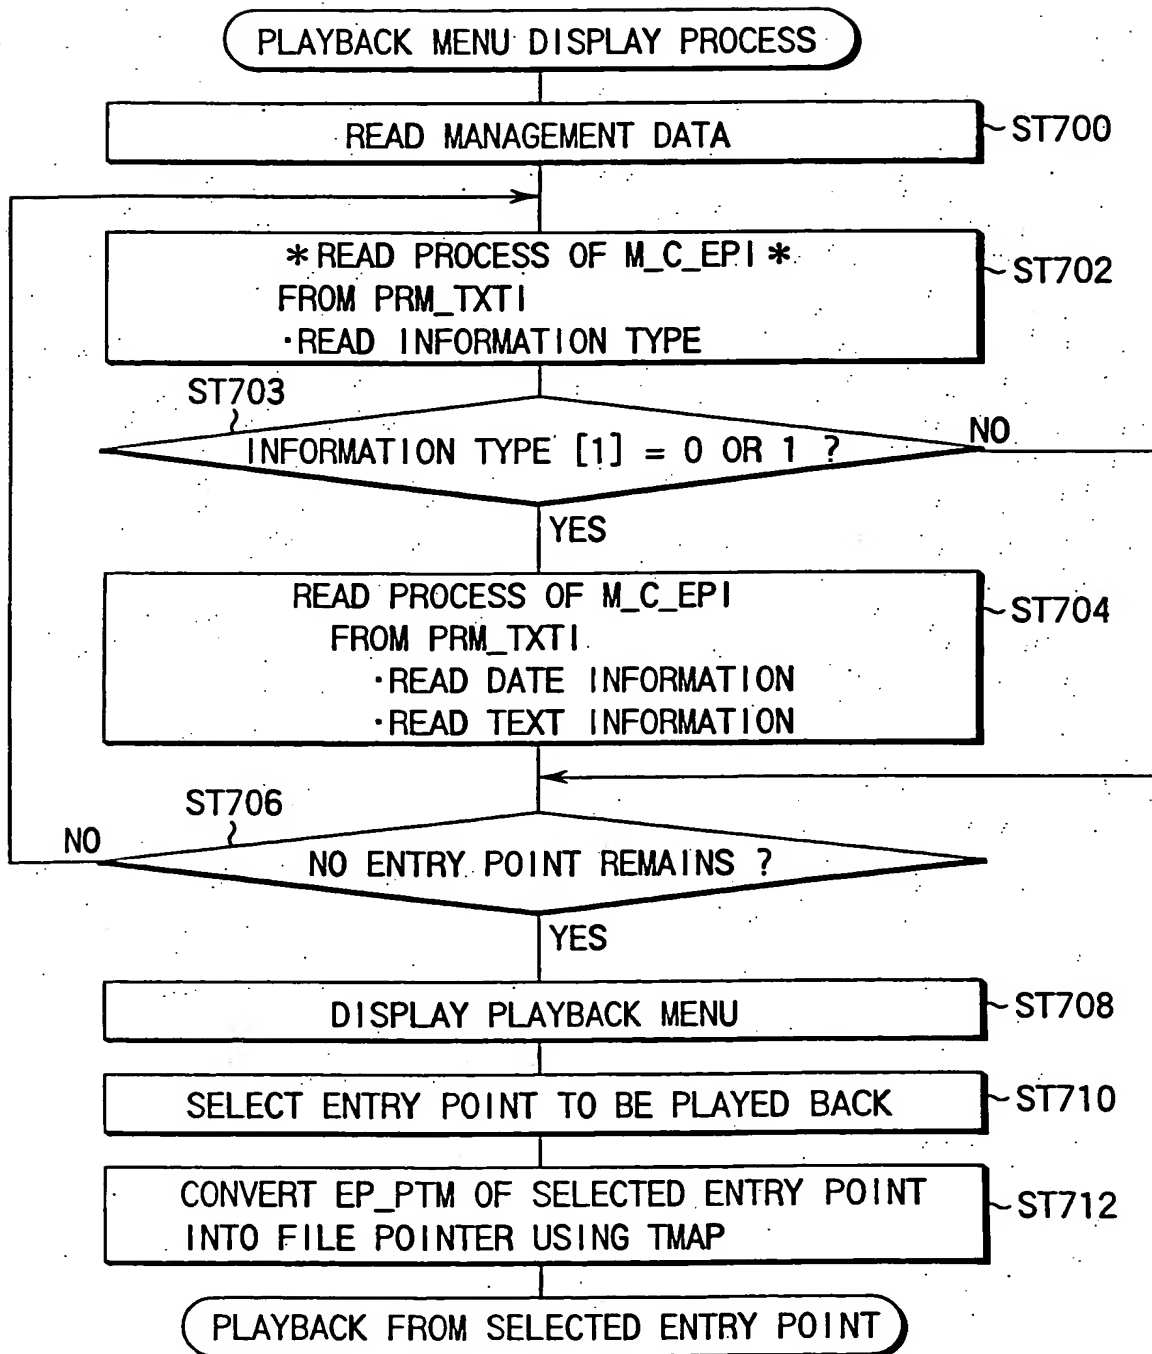 PLAYBACK MENU DISPLAY PROCESS
READ MANAGEMENT DATA
ST700
*READ PROCESS OF M_C_EPI*
FROM PRM_TXTI
·READ INFORMATION TYPE
ST702
ST703
INFORMATION TYPE [1] = 0 OR 1 ?
NO
YES
READ PROCESS OF M_C_EPI
FROM PRM_TXTI
·READ DATE INFORMATION
·READ TEXT INFORMATION
ST704
ST706
NO
NO ENTRY POINT REMAINS ?
YES
DISPLAY PLAYBACK MENU
ST708
SELECT ENTRY POINT TO BE PLAYED BACK
ST710
CONVERT EP_PTM OF SELECTED ENTRY POINT
INTO FILE POINTER USING TMAP
ST712
PLAYBACK FROM SELECTED ENTRY POINT